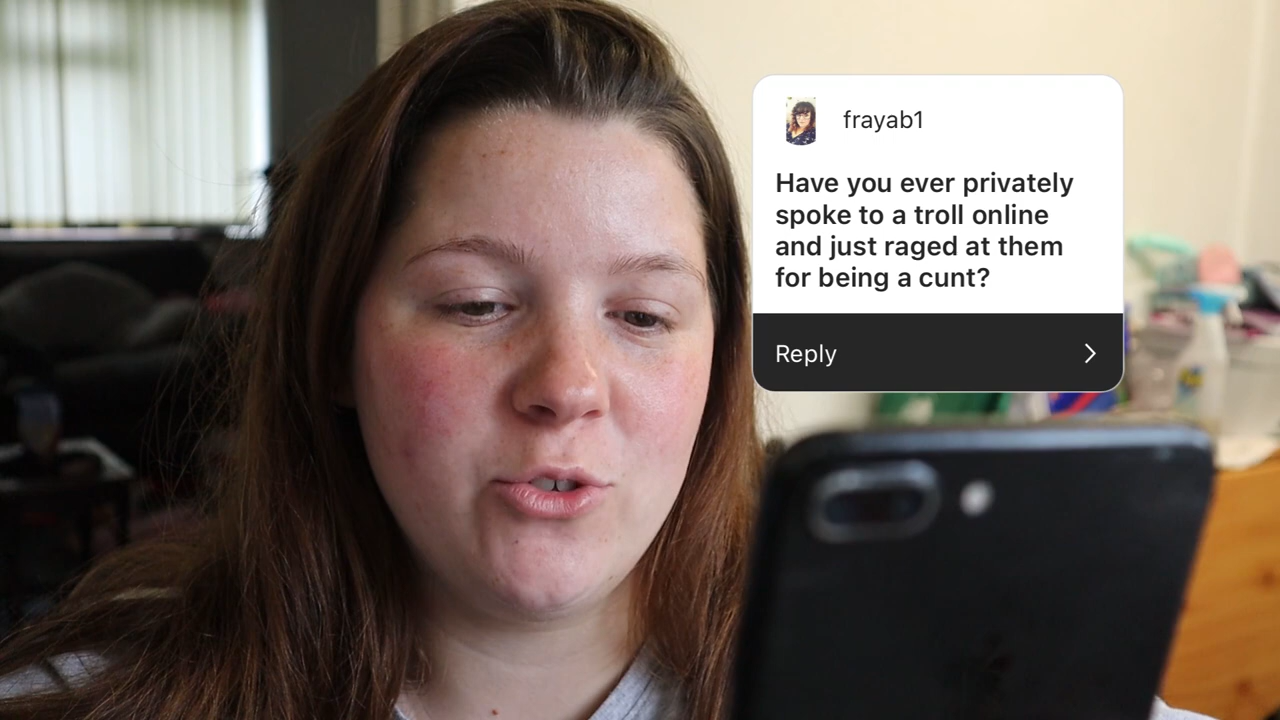 frayab1
Have you ever privately
spoke to a troll online
and just raged at them
for being a cunt?
Reply